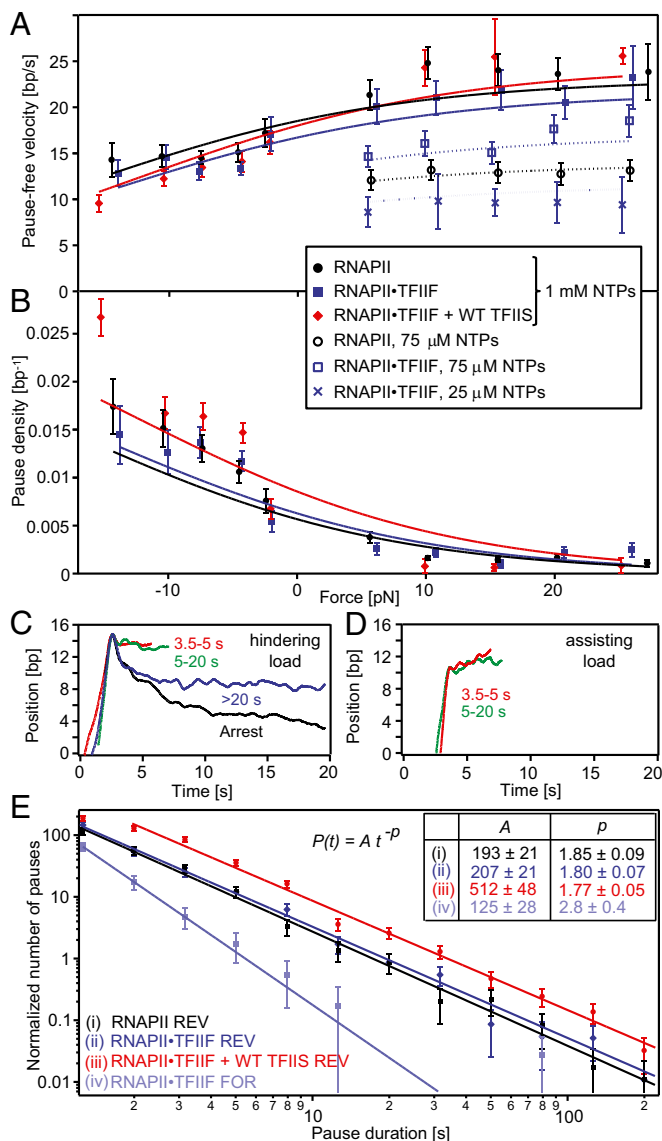 A
Pause-free velocity [bp/s]
30
25
20
15
10
5
0
RNAPII
RNAPII•TFIIF
RNAPII•TFIIF + WT TFIIS
1 mM NTPs
RNAPII, 75 μM NTPs
RNAPII•TFIIF, 75 μM NTPs
RNAPII•TFIIF, 25 μM NTPs
B
Pause density [bp-1]
0.025
0.02
0.015
0.01
0.005
0
-10 0 10 20
Force [pN]
C
Position [bp]
16
12
8
4
0
3.5-5 s
5-20 s
hindering
load
>20 s
Arrest
0 5 10 15 20
Time [s]
D
Position [bp]
16
12
8
4
0
assisting
load
3.5-5 s
5-20 s
0 5 10 15 20
Time [s]
E
Normalized number of pauses
100
10
1
0.1
0.01
P(t) = A t-p
A p
(i) 193 ± 21 1.85 ± 0.09
(ii) 207 ± 21 1.80 ± 0.07
(iii) 512 ± 48 1.77 ± 0.05
(iv) 125 ± 28 2.8 ± 0.4
(i) RNAPII REV
(ii) RNAPII•TFIIF REV
(iii) RNAPII•TFIIF + WT TFIIS REV
(iv) RNAPII•TFIIF FOR
2 3 4 5 6 7 8 9 10 2 3 4 5 6 7 8 9 100 2
Pause duration [s]